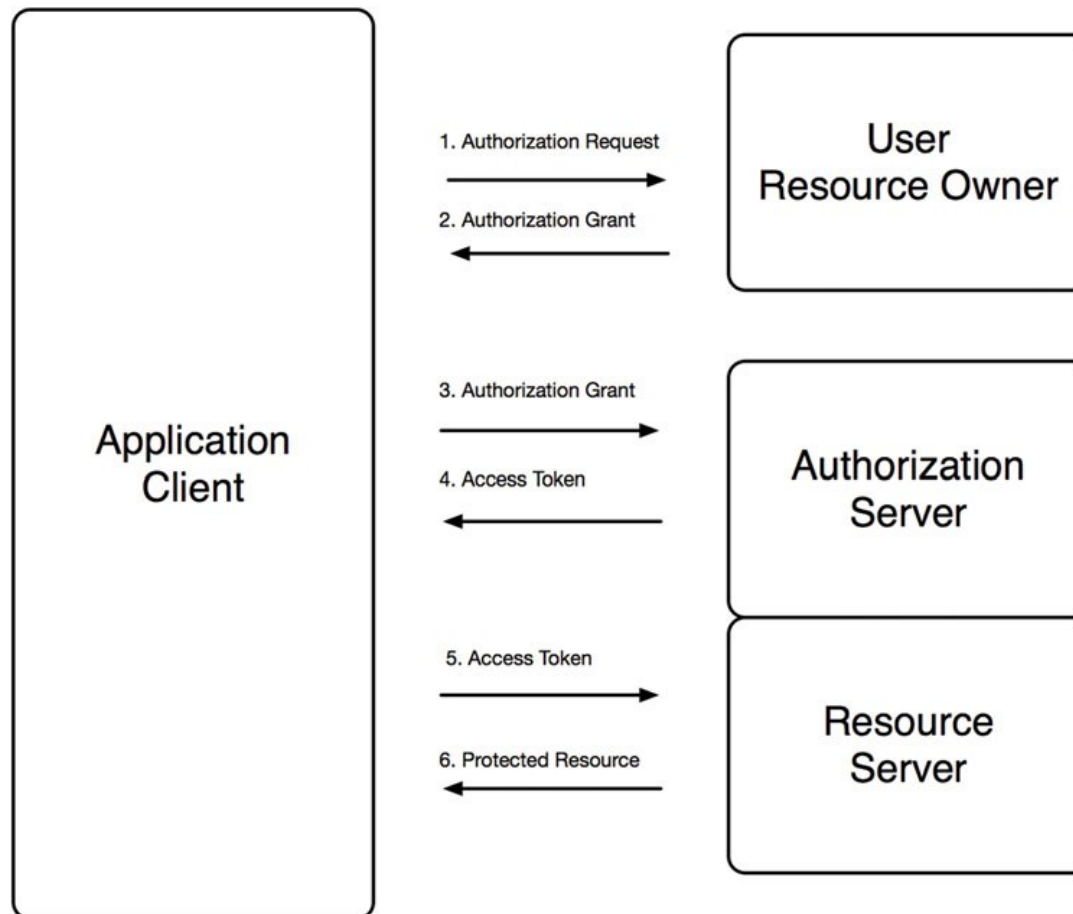 1. Authorization Request
User
Resource Owner
2. Authorization Grant
3. Authorization Grant
Application
Client
4. Access Token
Authorization
Server
5. Access Token
6. Protected Resource
Resource
Server